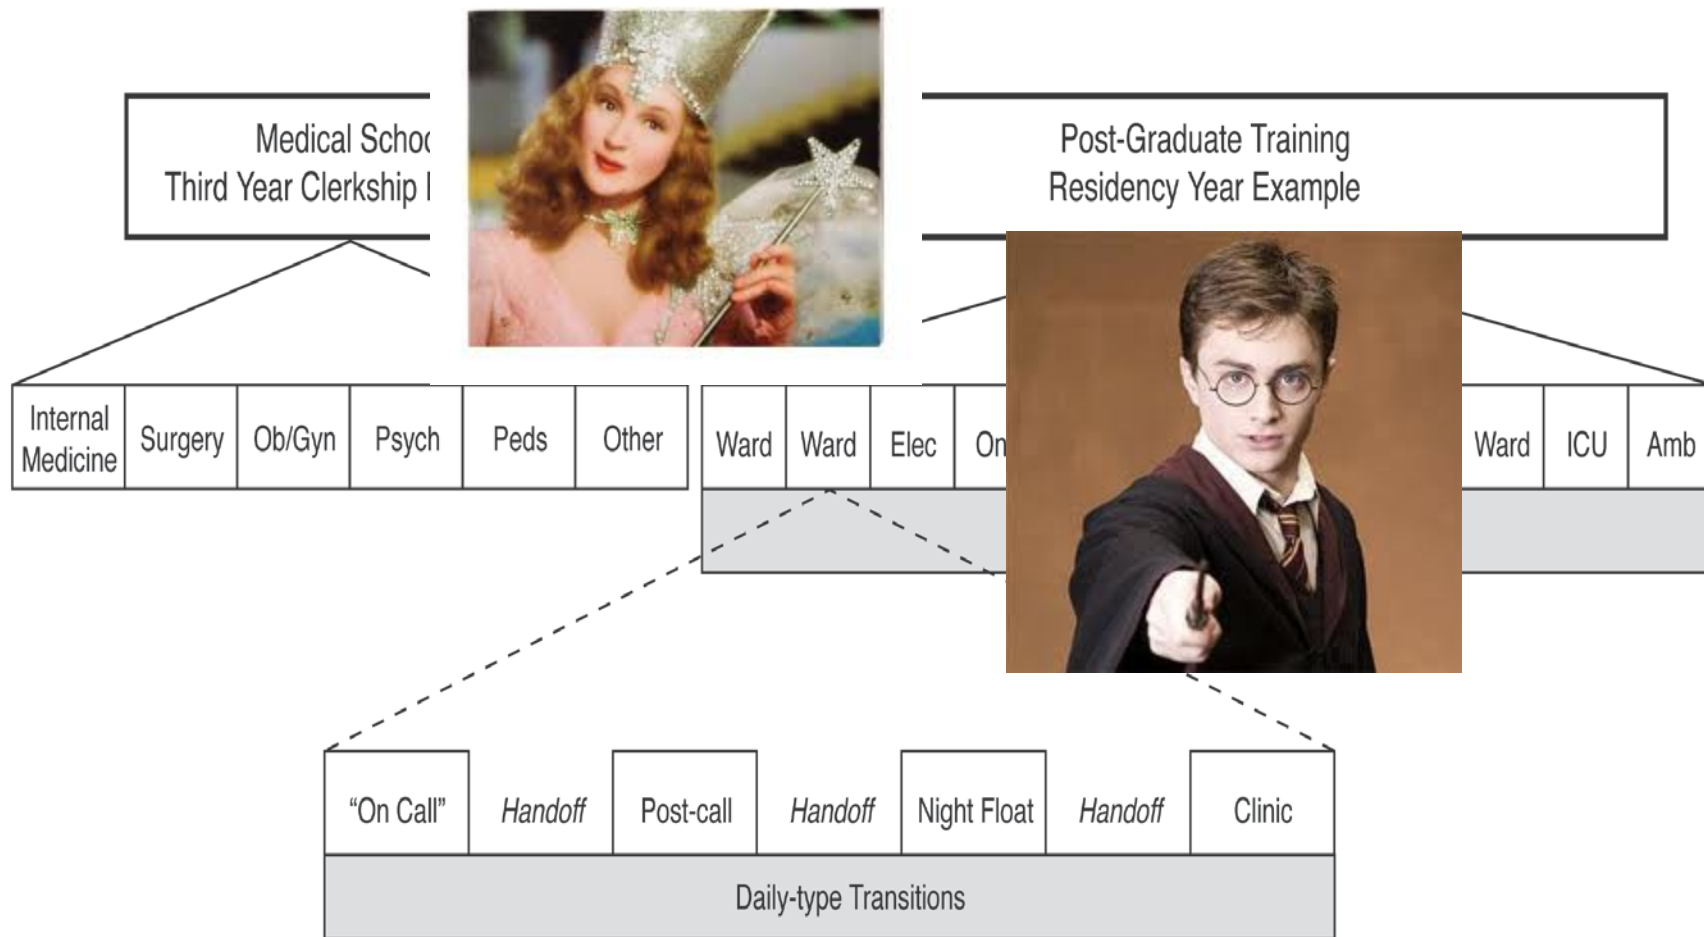 Medical Schoo
Third Year Clerkship
Post-Graduate Training
Residency Year Example
Internal
Medicine
Surgery
Ob/Gyn
Psych
Peds
Other
Ward
Ward
Elec
On
Ward
ICU
Amb
“On Call”
Handoff
Post-call
Handoff
Night Float
Handoff
Clinic
Daily-type Transitions